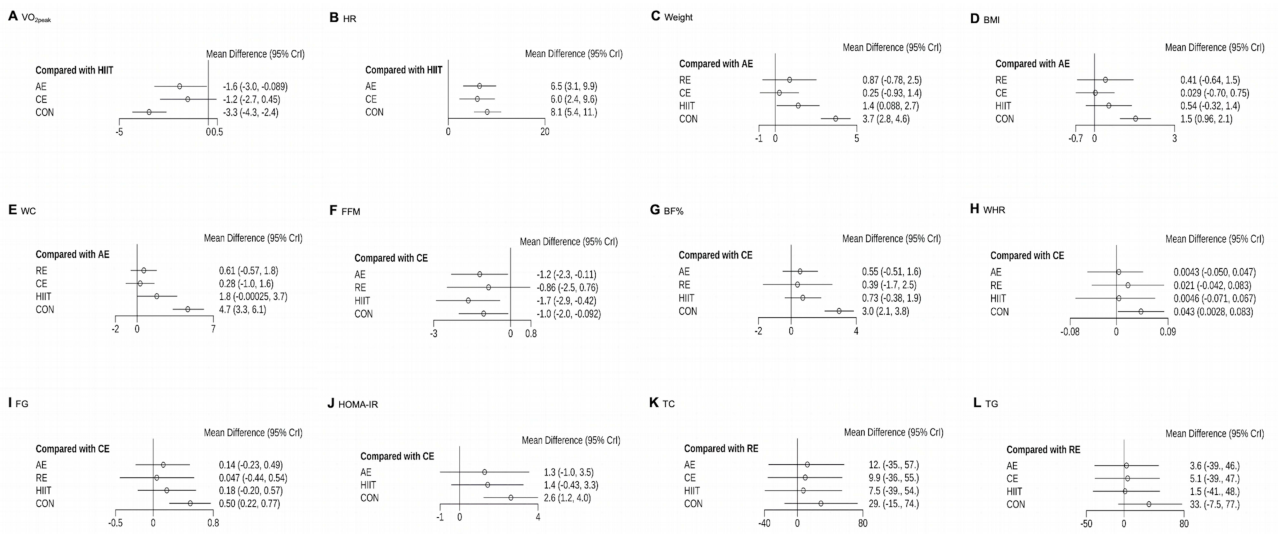 A VO2peak
Mean Difference (95% CrI)
Compared with HIIT
AE -1.6 (-3.0, -0.089)
CE -1.2 (-2.7, 0.45)
CON -3.3 (-4.3, -2.4)
-5 0 0.5
B HR
Mean Difference (95% CrI)
Compared with HIIT
AE 6.5 (3.1, 9.9)
CE 6.0 (2.4, 9.6)
CON 8.1 (5.4, 11.)
0 20
C Weight
Mean Difference (95% CrI)
Compared with AE
RE 0.87 (-0.78, 2.5)
CE 0.25 (-0.93, 1.4)
HIIT 1.4 (0.088, 2.7)
CON 3.7 (2.8, 4.6)
-1 0 5
D BMI
Mean Difference (95% CrI)
Compared with AE
RE 0.41 (-0.64, 1.5)
CE 0.029 (-0.70, 0.75)
HIIT 0.54 (-0.32, 1.4)
CON 1.5 (0.96, 2.1)
-0.7 0 3
E WC
Mean Difference (95% CrI)
Compared with AE
RE 0.61 (-0.57, 1.8)
CE 0.28 (-1.0, 1.6)
HIIT 1.8 (-0.00025, 3.7)
CON 4.7 (3.3, 6.1)
-2 0 7
F FFM
Mean Difference (95% CrI)
Compared with CE
AE -1.2 (-2.3, -0.11)
RE -0.86 (-2.5, 0.76)
HIIT -1.7 (-2.9, -0.42)
CON -1.0 (-2.0, -0.092)
-3 0 0.8
G BF%
Mean Difference (95% CrI)
Compared with CE
AE 0.55 (-0.51, 1.6)
RE 0.39 (-1.7, 2.5)
HIIT 0.73 (-0.38, 1.9)
CON 3.0 (2.1, 3.8)
-2 0 4
H WHR
Mean Difference (95% CrI)
Compared with CE
AE 0.0043 (-0.050, 0.047)
RE 0.021 (-0.042, 0.083)
HIIT 0.0046 (-0.071, 0.067)
CON 0.043 (0.0028, 0.083)
-0.08 0 0.09
I FG
Mean Difference (95% CrI)
Compared with CE
AE 0.14 (-0.23, 0.49)
RE 0.047 (-0.44, 0.54)
HIIT 0.18 (-0.20, 0.57)
CON 0.50 (0.22, 0.77)
-0.5 0 0.8
J HOMA-IR
Mean Difference (95% CrI)
Compared with CE
AE 1.3 (-1.0, 3.5)
HIIT 1.4 (-0.43, 3.3)
CON 2.6 (1.2, 4.0)
-1 0 4
K TC
Mean Difference (95% CrI)
Compared with RE
AE 12. (-35., 57.)
CE 9.9 (-36., 55.)
HIIT 7.5 (-39., 54.)
CON 29. (-15., 74.)
-40 0 80
L TG
Mean Difference (95% CrI)
Compared with RE
AE 3.6 (-39., 46.)
CE 5.1 (-39., 47.)
HIIT 1.5 (-41., 48.)
CON 33. (-7.5, 77.)
-50 0 80